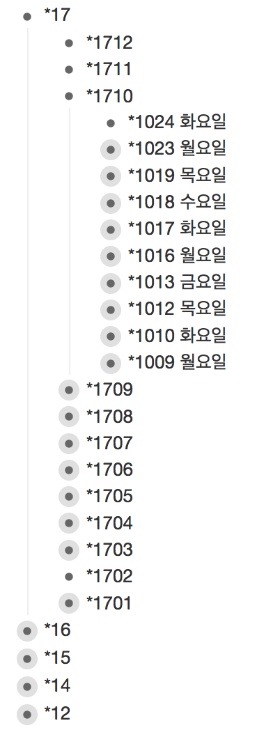 *17
*1712
*1711
*1710
*1024 화요일
*1023 월요일
*1019 목요일
*1018 수요일
*1017 화요일
*1016 월요일
*1013 금요일
*1012 목요일
*1010 화요일
*1009 월요일
*1709
*1708
*1707
*1706
*1705
*1704
*1703
*1702
*1701
*16
*15
*14
*12